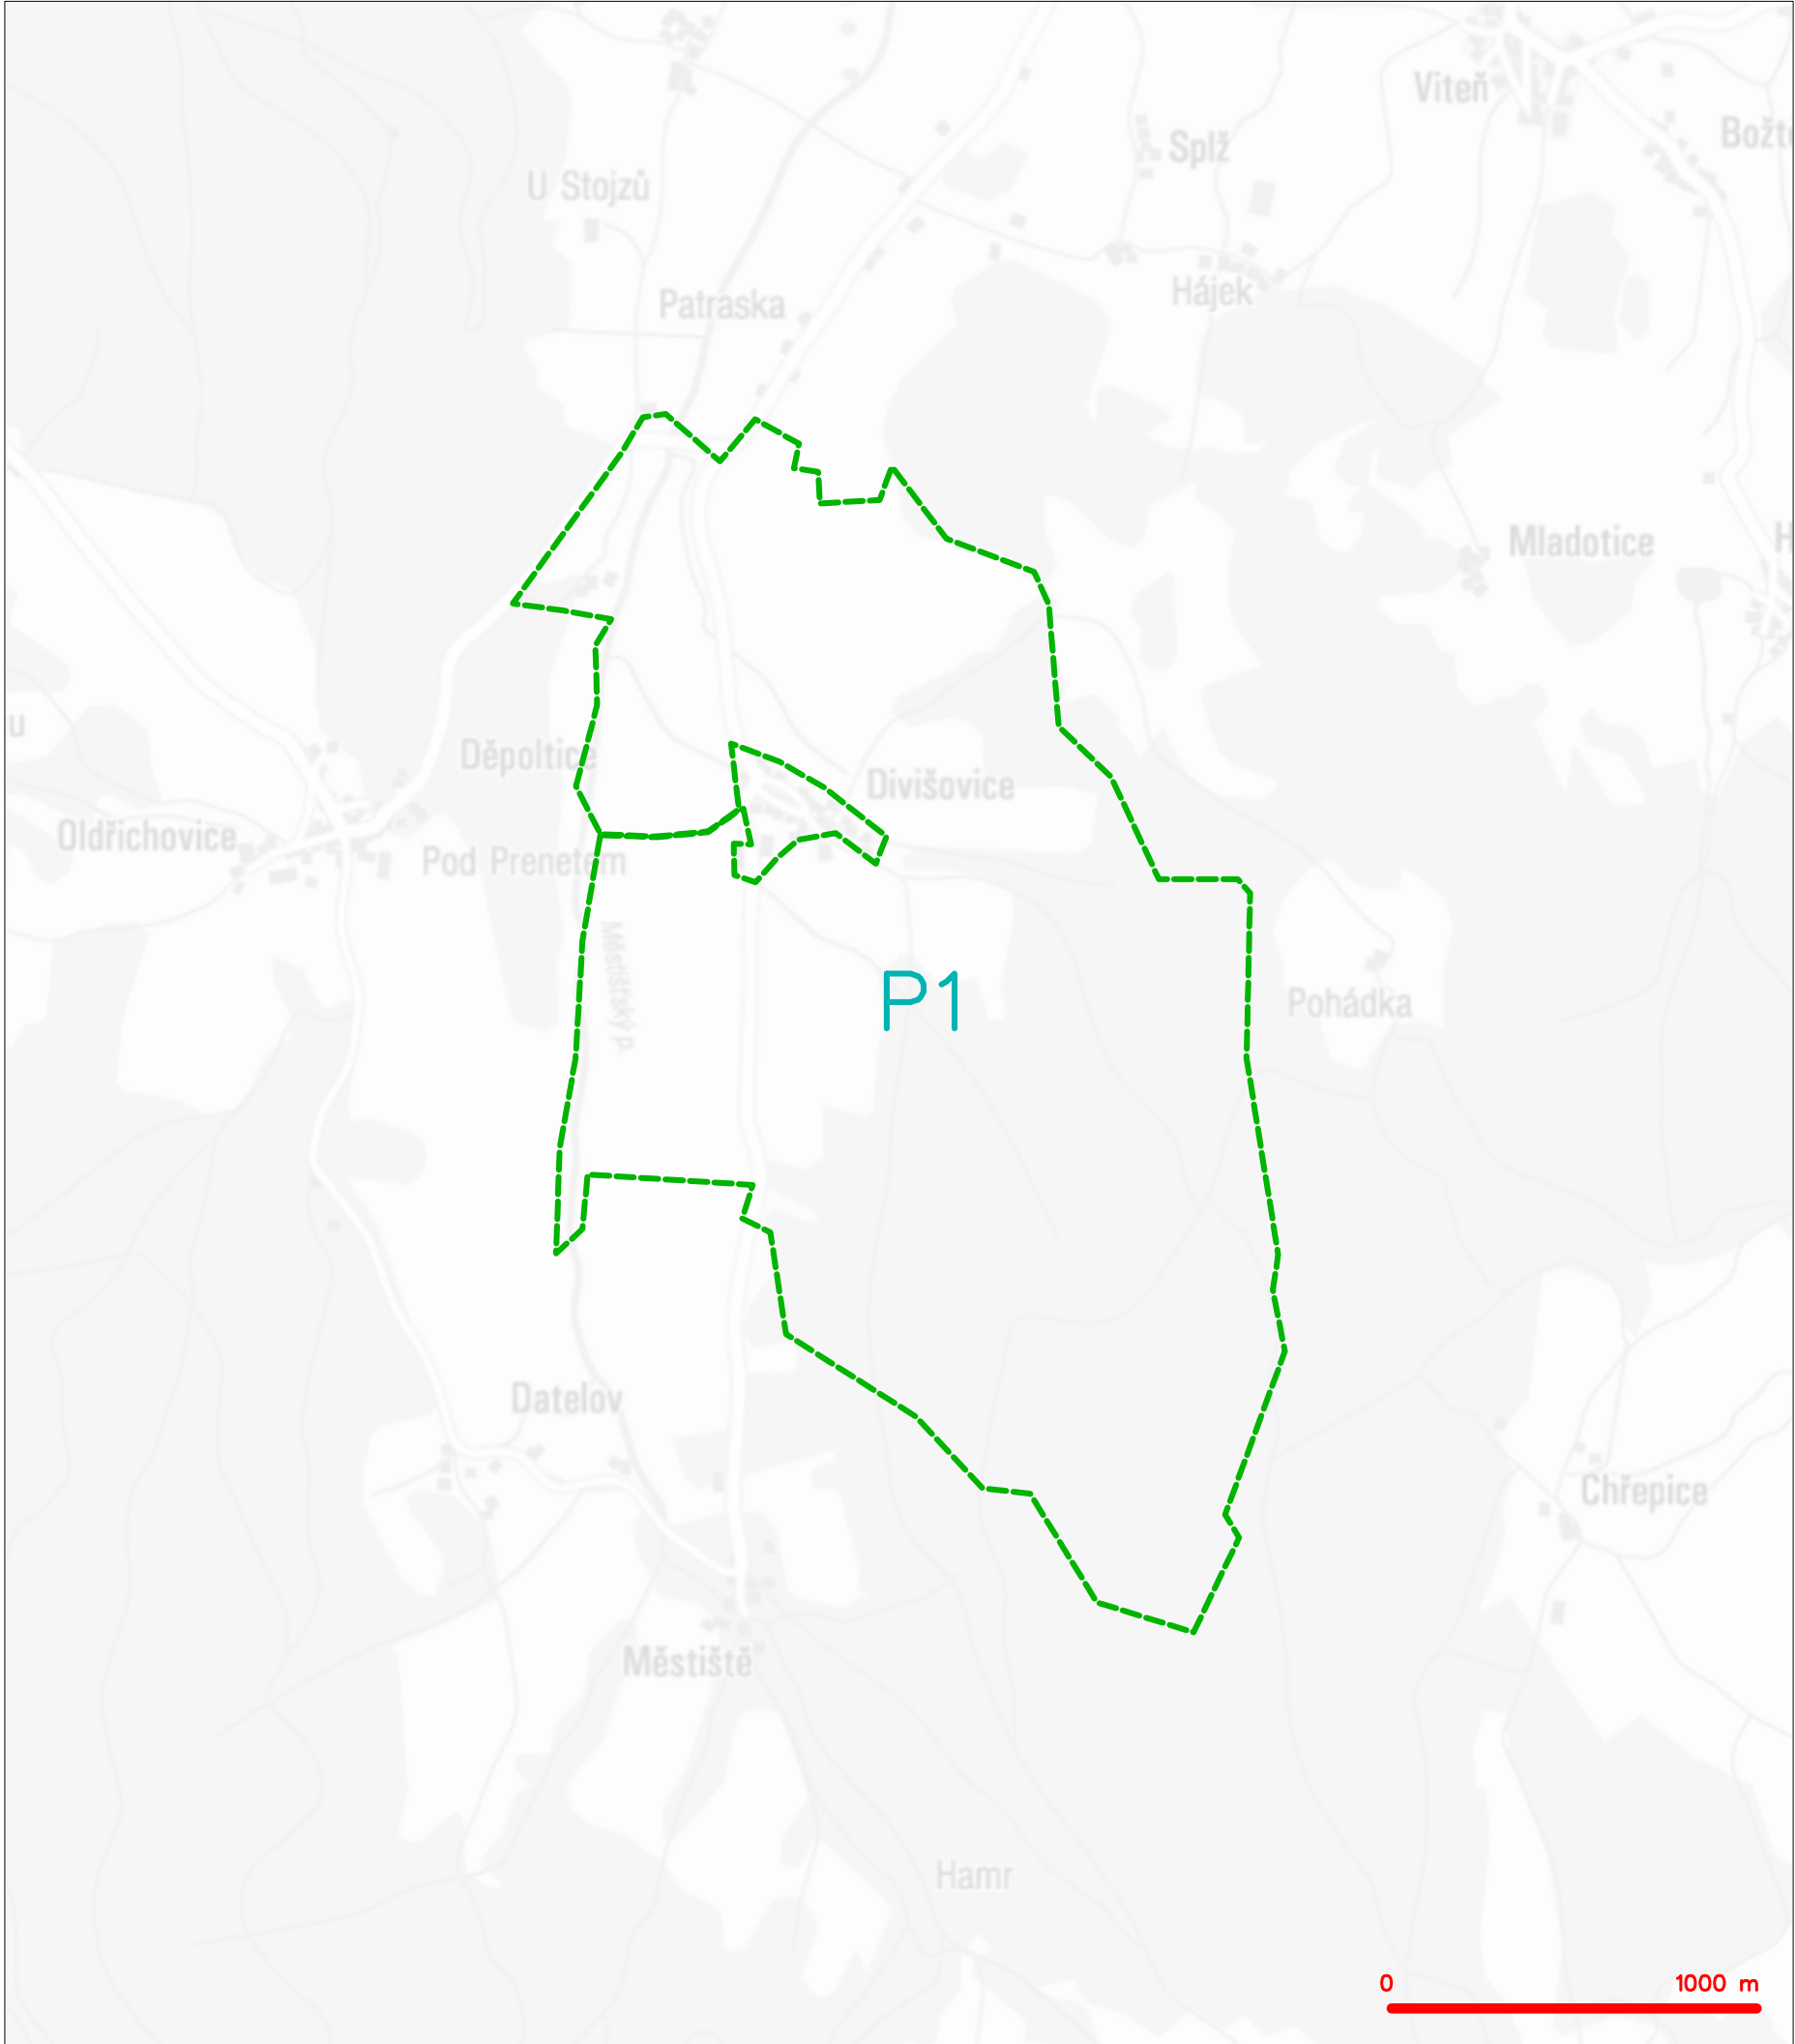 Viteň
Splž
U Stojzů
Patraska
Hájek
Mladotice
Děpoltice
Divišovice
Oldřichovice
Pod Prenetem
Městišťský p.
P1
Pohádka
Datelov
Chřepice
Městiště
Hamr
0 1000 m